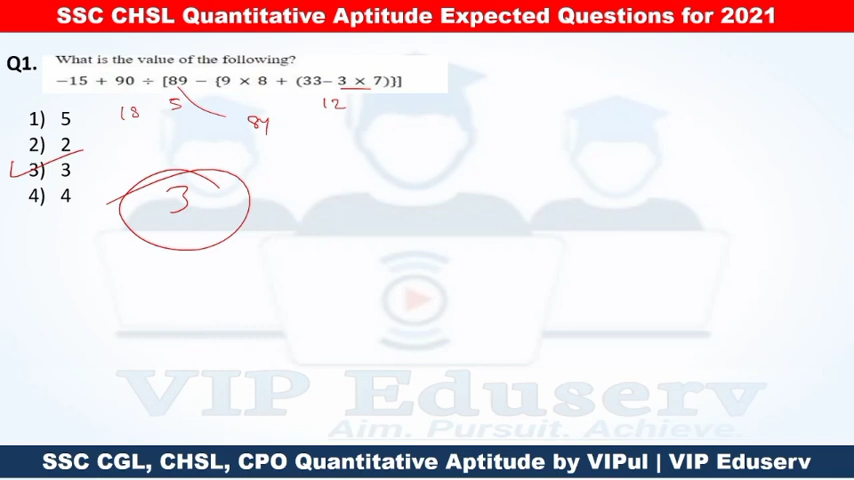 SSC CHSL Quantitative Aptitude Expected Questions for 2021
Q1. What is the value of the following?
−15 + 90 ÷ [89 − {9 × 8 + (33− 3 × 7)}]
18 5 84 12
1) 5
2) 2
3) 3
4) 4
3
VIP Eduserv
Aim. Pursuit. Achieve.
SSC CGL, CHSL, CPO Quantitative Aptitude by VIPul | VIP Eduserv